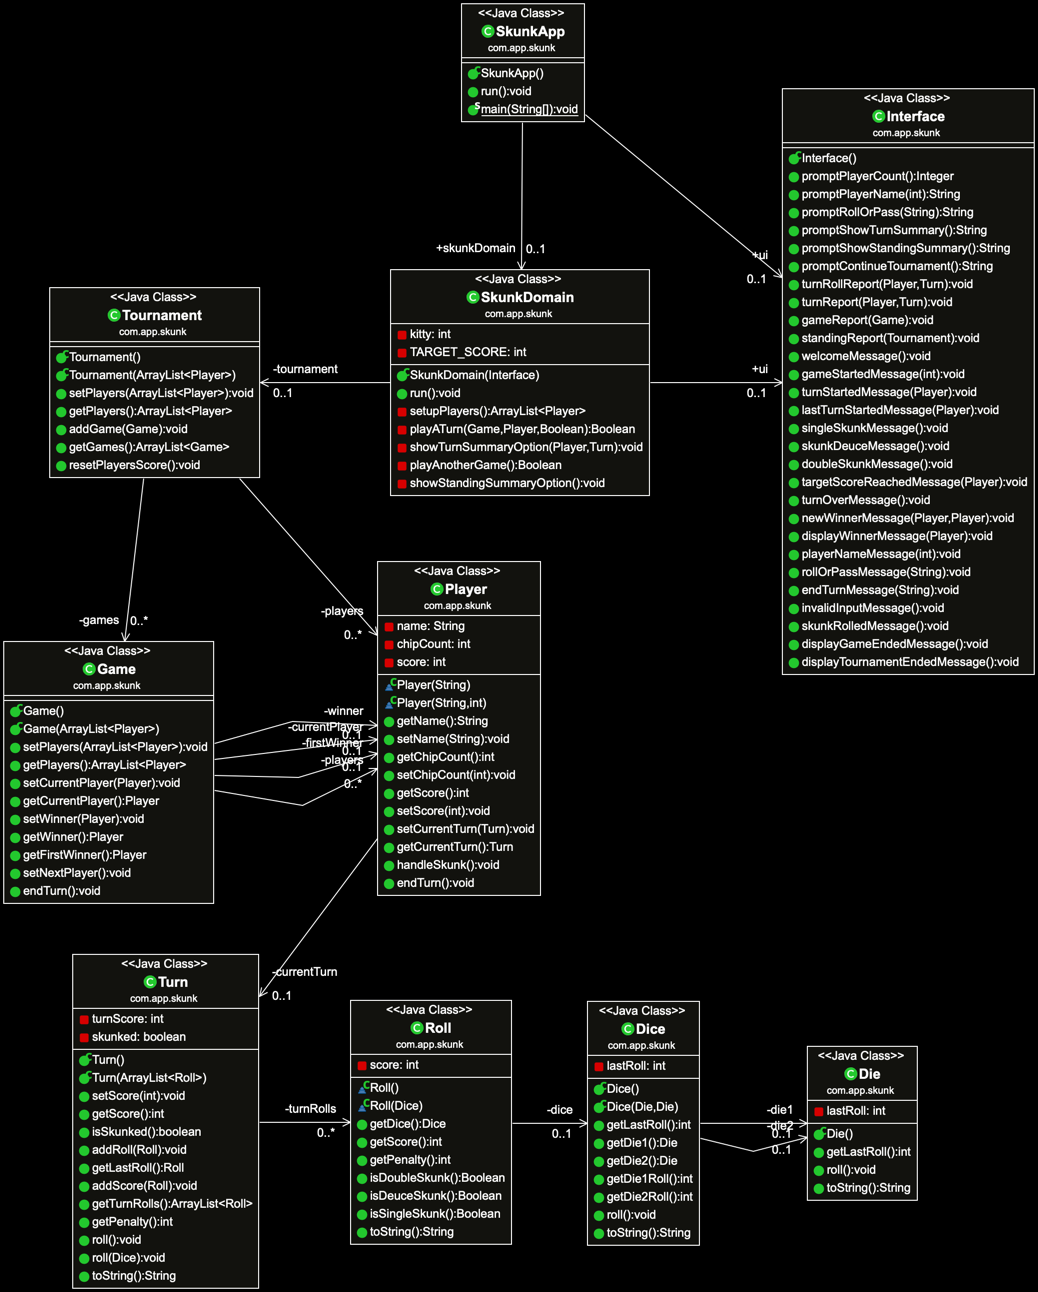 <<Java Class>>
SkunkApp
com.app.skunk
SkunkApp()
run():void
main(String[]):void
<<Java Class>>
Interface
com.app.skunk
Interface()
promptPlayerCount():Integer
promptPlayerName(int):String
promptRollOrPass(String):String
promptShowTurnSummary():String
promptShowStandingSummary():String
promptContinueTournament():String
turnRollReport(Player,Turn):void
turnReport(Player,Turn):void
gameReport(Game):void
standingReport(Tournament):void
welcomeMessage():void
gameStartedMessage(int):void
turnStartedMessage(Player):void
lastTurnStartedMessage(Player):void
singleSkunkMessage():void
skunkDeuceMessage():void
doubleSkunkMessage():void
targetScoreReachedMessage(Player):void
turnOverMessage():void
newWinnerMessage(Player,Player):void
displayWinnerMessage(Player):void
playerNameMessage(int):void
rollOrPassMessage(String):void
endTurnMessage(String):void
invalidInputMessage():void
skunkRolledMessage():void
displayGameEndedMessage():void
displayTournamentEndedMessage():void
+skunkDomain
0..1
+ui
0..1
<<Java Class>>
SkunkDomain
com.app.skunk
kitty: int
TARGET_SCORE: int
SkunkDomain(Interface)
run():void
setupPlayers():ArrayList<Player>
playATurn(Game,Player,Boolean):Boolean
showTurnSummaryOption(Player,Turn):void
playAnotherGame():Boolean
showStandingSummaryOption():void
+ui
0..1
-tournament
0..1
<<Java Class>>
Tournament
com.app.skunk
Tournament()
Tournament(ArrayList<Player>)
setPlayers(ArrayList<Player>):void
getPlayers():ArrayList<Player>
addGame(Game):void
getGames():ArrayList<Game>
resetPlayersScore():void
-games
0..*
-players
0..*
<<Java Class>>
Player
com.app.skunk
name: String
chipCount: int
score: int
Player(String)
Player(String,int)
getName():String
setName(String):void
getChipCount():int
setChipCount(int):void
getScore():int
setScore(int):void
setCurrentTurn(Turn):void
getCurrentTurn():Turn
handleSkunk():void
endTurn():void
<<Java Class>>
Game
com.app.skunk
Game()
Game(ArrayList<Player>)
setPlayers(ArrayList<Player>):void
getPlayers():ArrayList<Player>
setCurrentPlayer(Player):void
getCurrentPlayer():Player
setWinner(Player):void
getWinner():Player
getFirstWinner():Player
setNextPlayer():void
endTurn():void
-winner
-currentPlayer
0..1
-firstWinner
0..1
-players
0..1
0..*
-currentTurn
0..1
<<Java Class>>
Turn
com.app.skunk
turnScore: int
skunked: boolean
Turn()
Turn(ArrayList<Roll>)
setScore(int):void
getScore():int
isSkunked():boolean
addRoll(Roll):void
getLastRoll():Roll
addScore(Roll):void
getTurnRolls():ArrayList<Roll>
getPenalty():int
roll():void
roll(Dice):void
toString():String
-turnRolls
0..*
<<Java Class>>
Roll
com.app.skunk
score: int
Roll()
Roll(Dice)
getDice():Dice
getScore():int
getPenalty():int
isDoubleSkunk():Boolean
isDeuceSkunk():Boolean
isSingleSkunk():Boolean
toString():String
-dice
0..1
<<Java Class>>
Dice
com.app.skunk
lastRoll: int
Dice()
Dice(Die,Die)
getLastRoll():int
getDie1():Die
getDie2():Die
getDie1Roll():int
getDie2Roll():int
roll():void
toString():String
-die1
-die2
0..1
0..1
<<Java Class>>
Die
com.app.skunk
lastRoll: int
Die()
getLastRoll():int
roll():void
toString():String